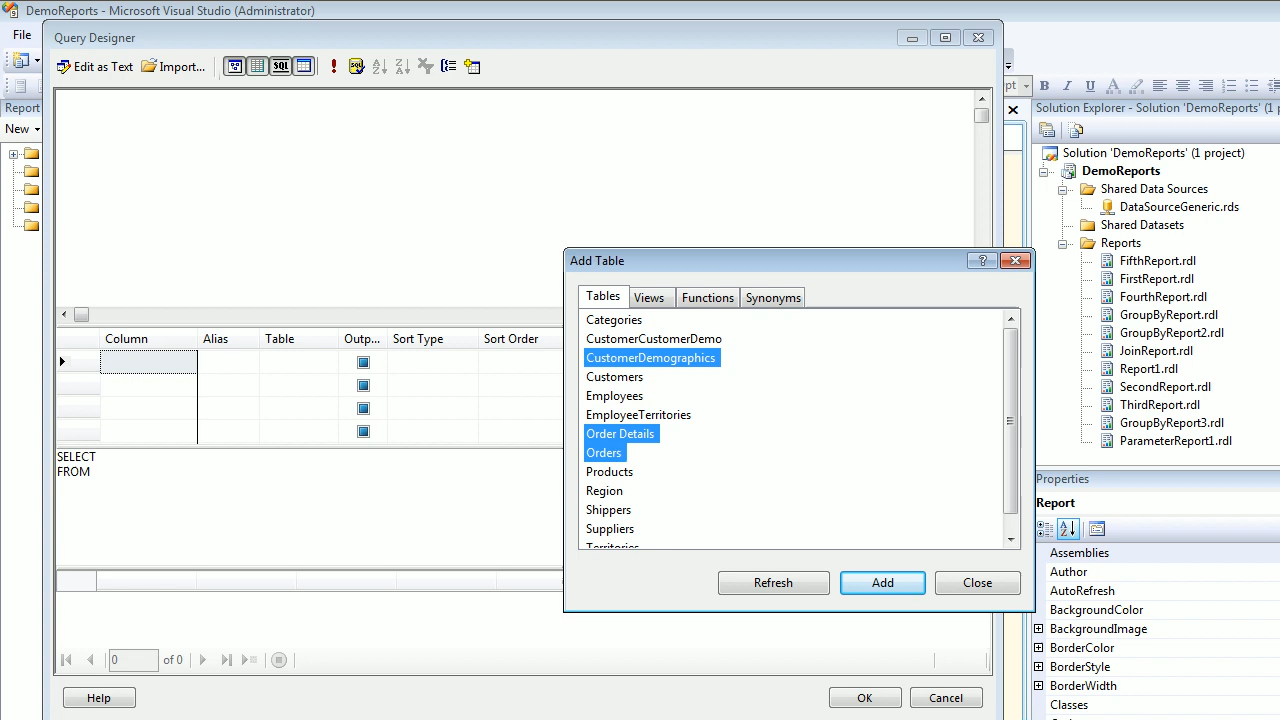 DemoReports - Microsoft Visual Studio (Administrator)
File
Query Designer
Edit as Text Import... SQL
pt B I U A
Report
New
Column Alias Table Outp... Sort Type Sort Order
SELECT
FROM
0 of 0
Help OK Cancel
Add Table
Tables Views Functions Synonyms
Categories
CustomerCustomerDemo
CustomerDemographics
Customers
Employees
EmployeeTerritories
Order Details
Orders
Products
Region
Shippers
Suppliers
Territories
Refresh Add Close
Solution Explorer - Solution 'DemoReports' (1 p
Solution 'DemoReports' (1 project)
DemoReports
Shared Data Sources
DataSourceGeneric.rds
Shared Datasets
Reports
FifthReport.rdl
FirstReport.rdl
FourthReport.rdl
GroupByReport.rdl
GroupByReport2.rdl
JoinReport.rdl
Report1.rdl
SecondReport.rdl
ThirdReport.rdl
GroupByReport3.rdl
ParameterReport1.rdl
Properties
Report
Assemblies
Author
AutoRefresh
BackgroundColor
BackgroundImage
BorderColor
BorderStyle
BorderWidth
Classes